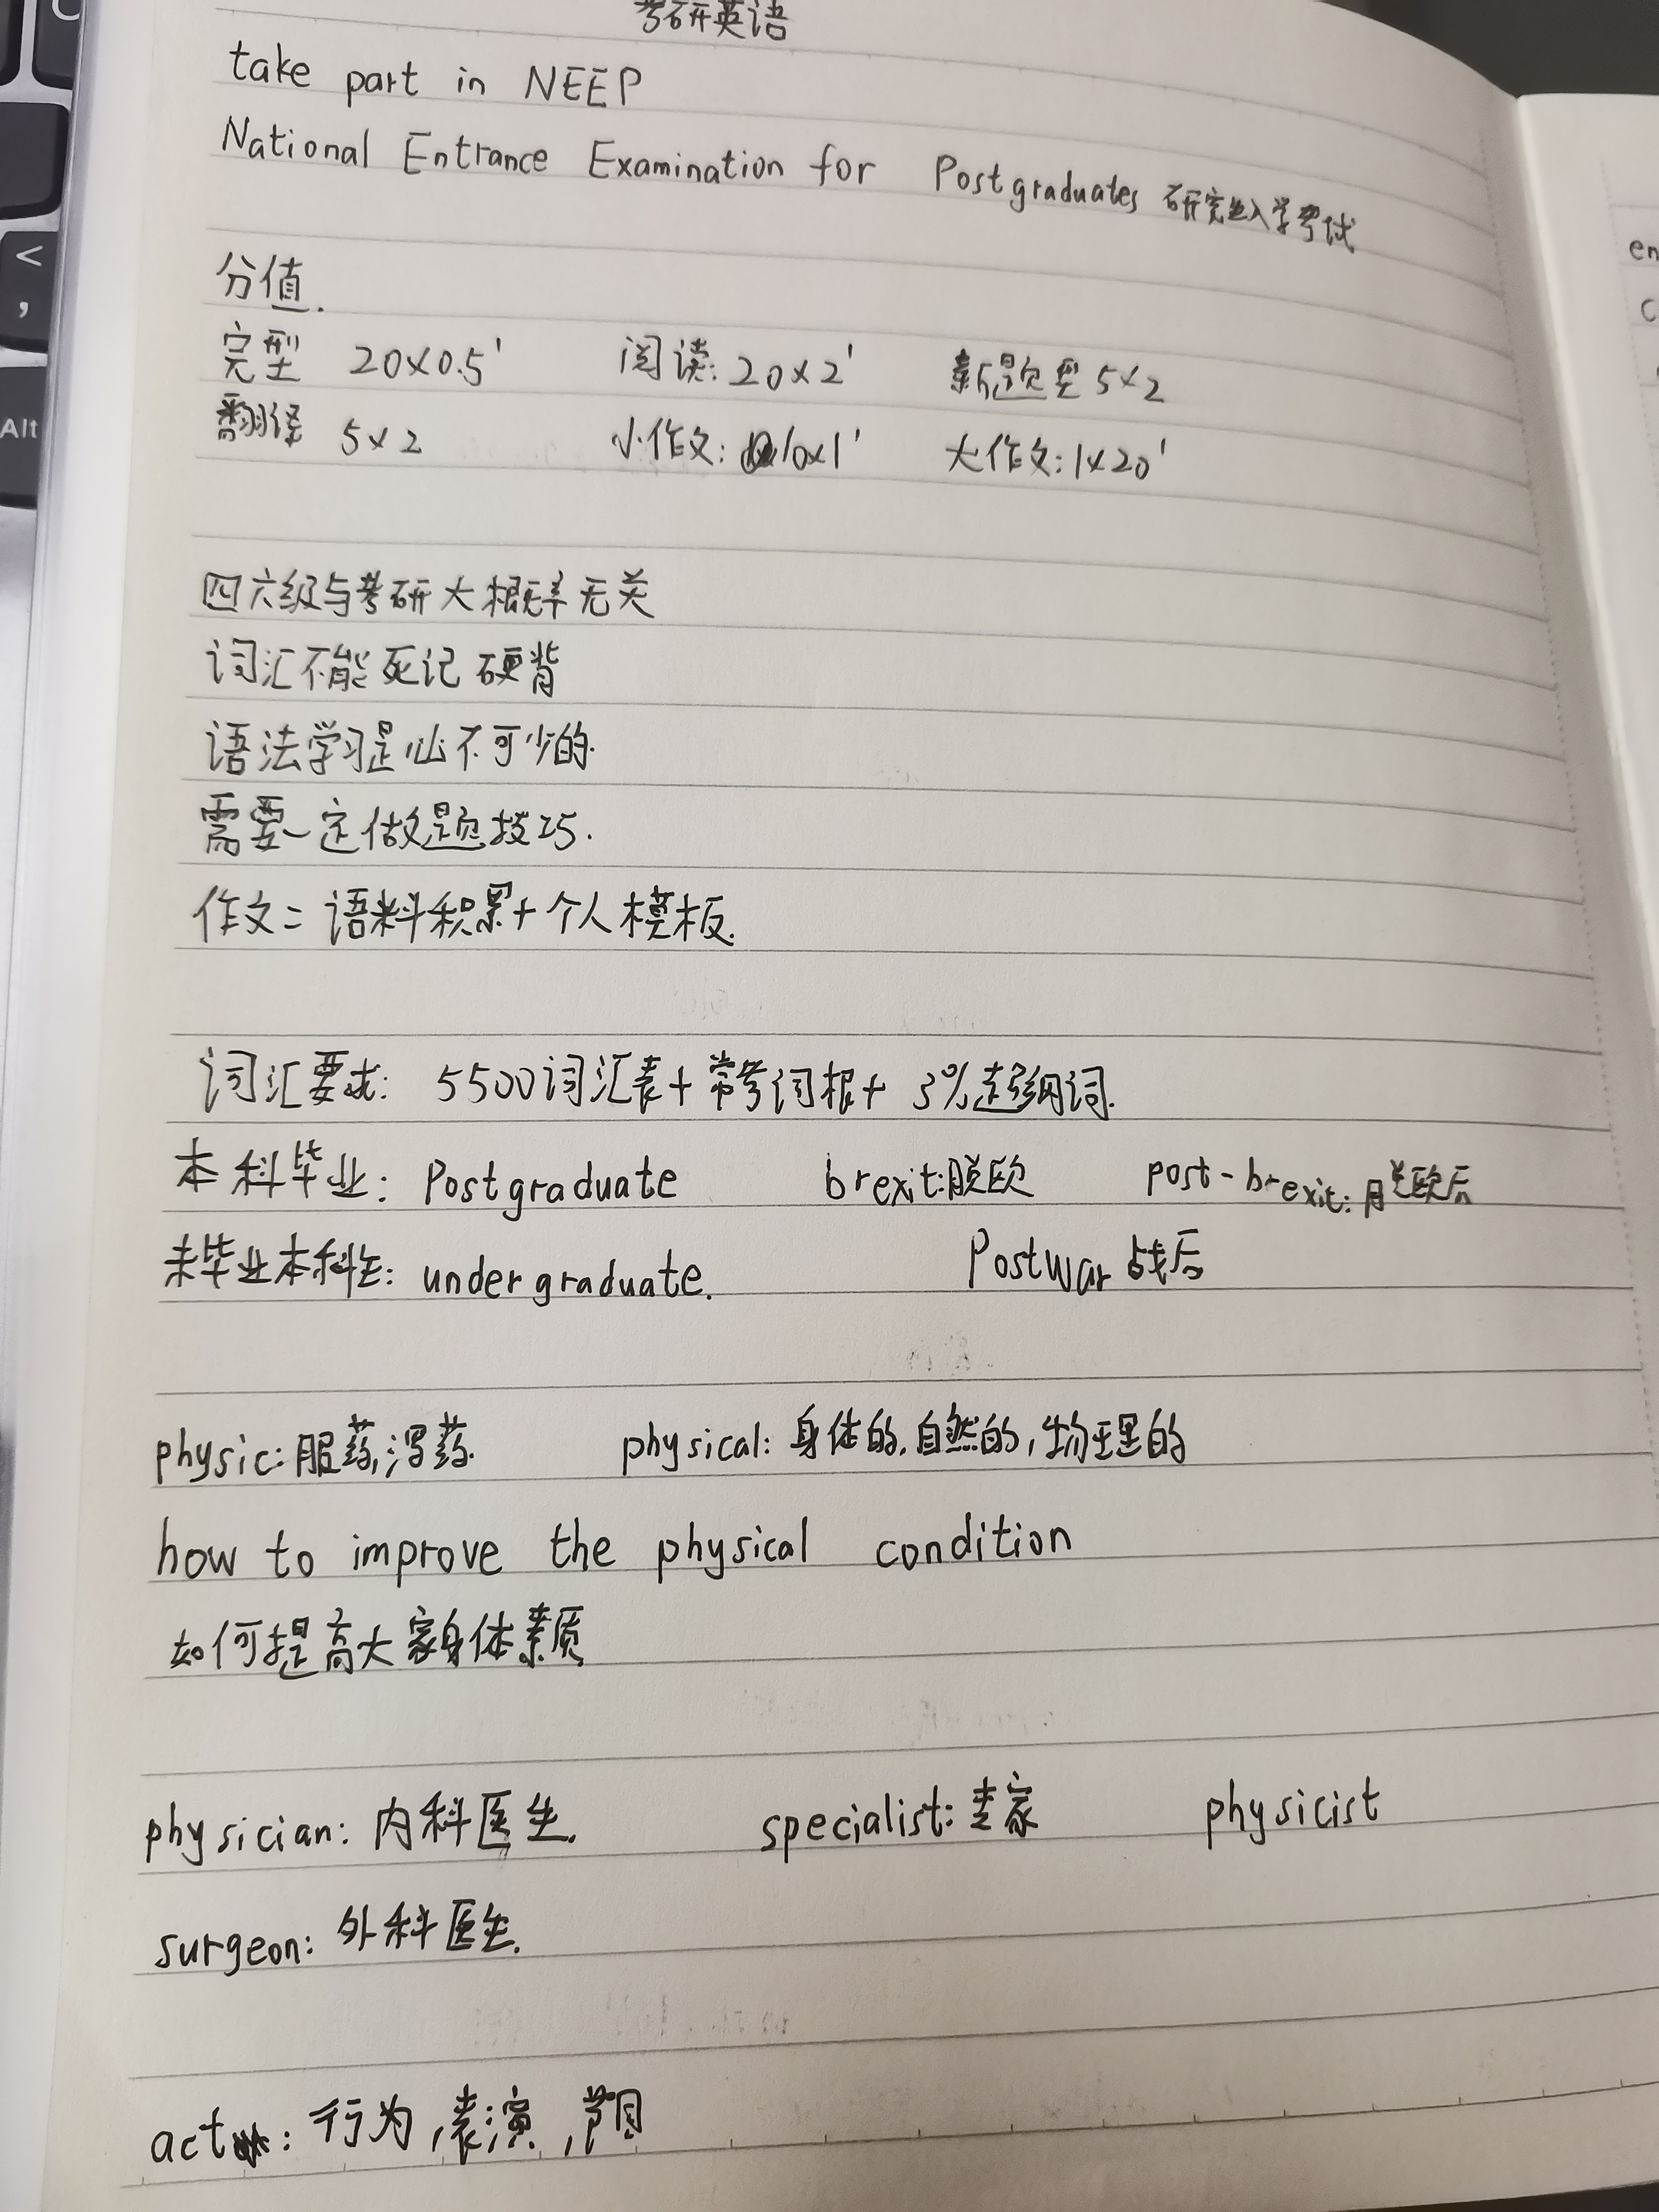 考研英语
take part in NEEP
National Entrance Examination for Postgraduates 研究生入学考试
分值.
完型 20×0.5' 阅读: 20×2' 新题型 5×2
翻译 5×2 小作文: 10×1' 大作文: 1×20'
四六级与考研大概率无关
词汇不能死记硬背
语法学习是必不可少的.
需要一定做题技巧.
作文=语料积累+个人模板.
词汇要求: 5500词汇表+常考词根+ 3%超纲词.
本科毕业: Postgraduate brexit:脱欧 post-brexit: 脱欧后
未毕业本科生: undergraduate. Postwar 战后
physic: 服药,泻药. physical: 身体的,自然的,物理的
how to improve the physical condition
如何提高大家身体素质
physician: 内科医生. specialist: 专家 physicist
surgeon: 外科医生.
act: 行为,表演,节目
Alt
<
,
en